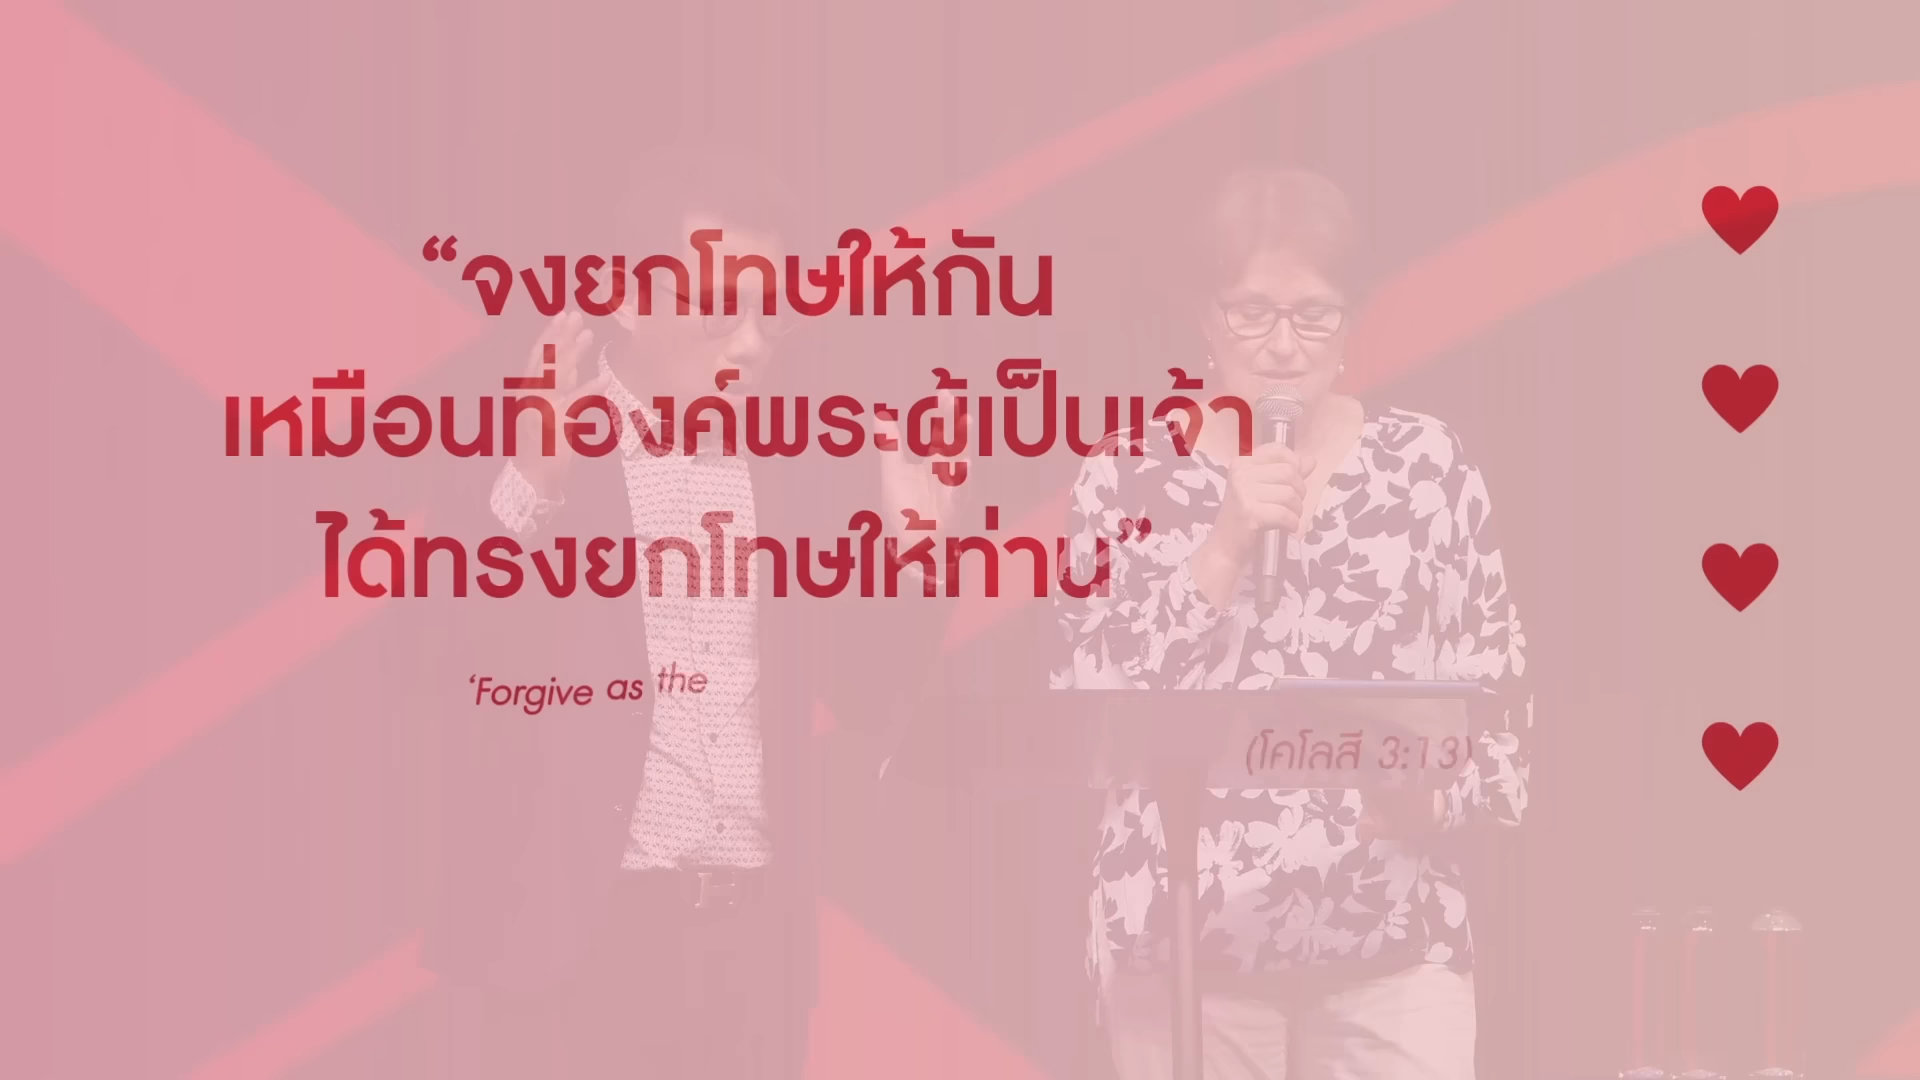 “จงยกโทษให้กัน
เหมือนที่องค์พระผู้เป็นเจ้า
ได้ทรงยกโทษให้ท่าน”
‘Forgive as the
(โคโลสี 3:13)